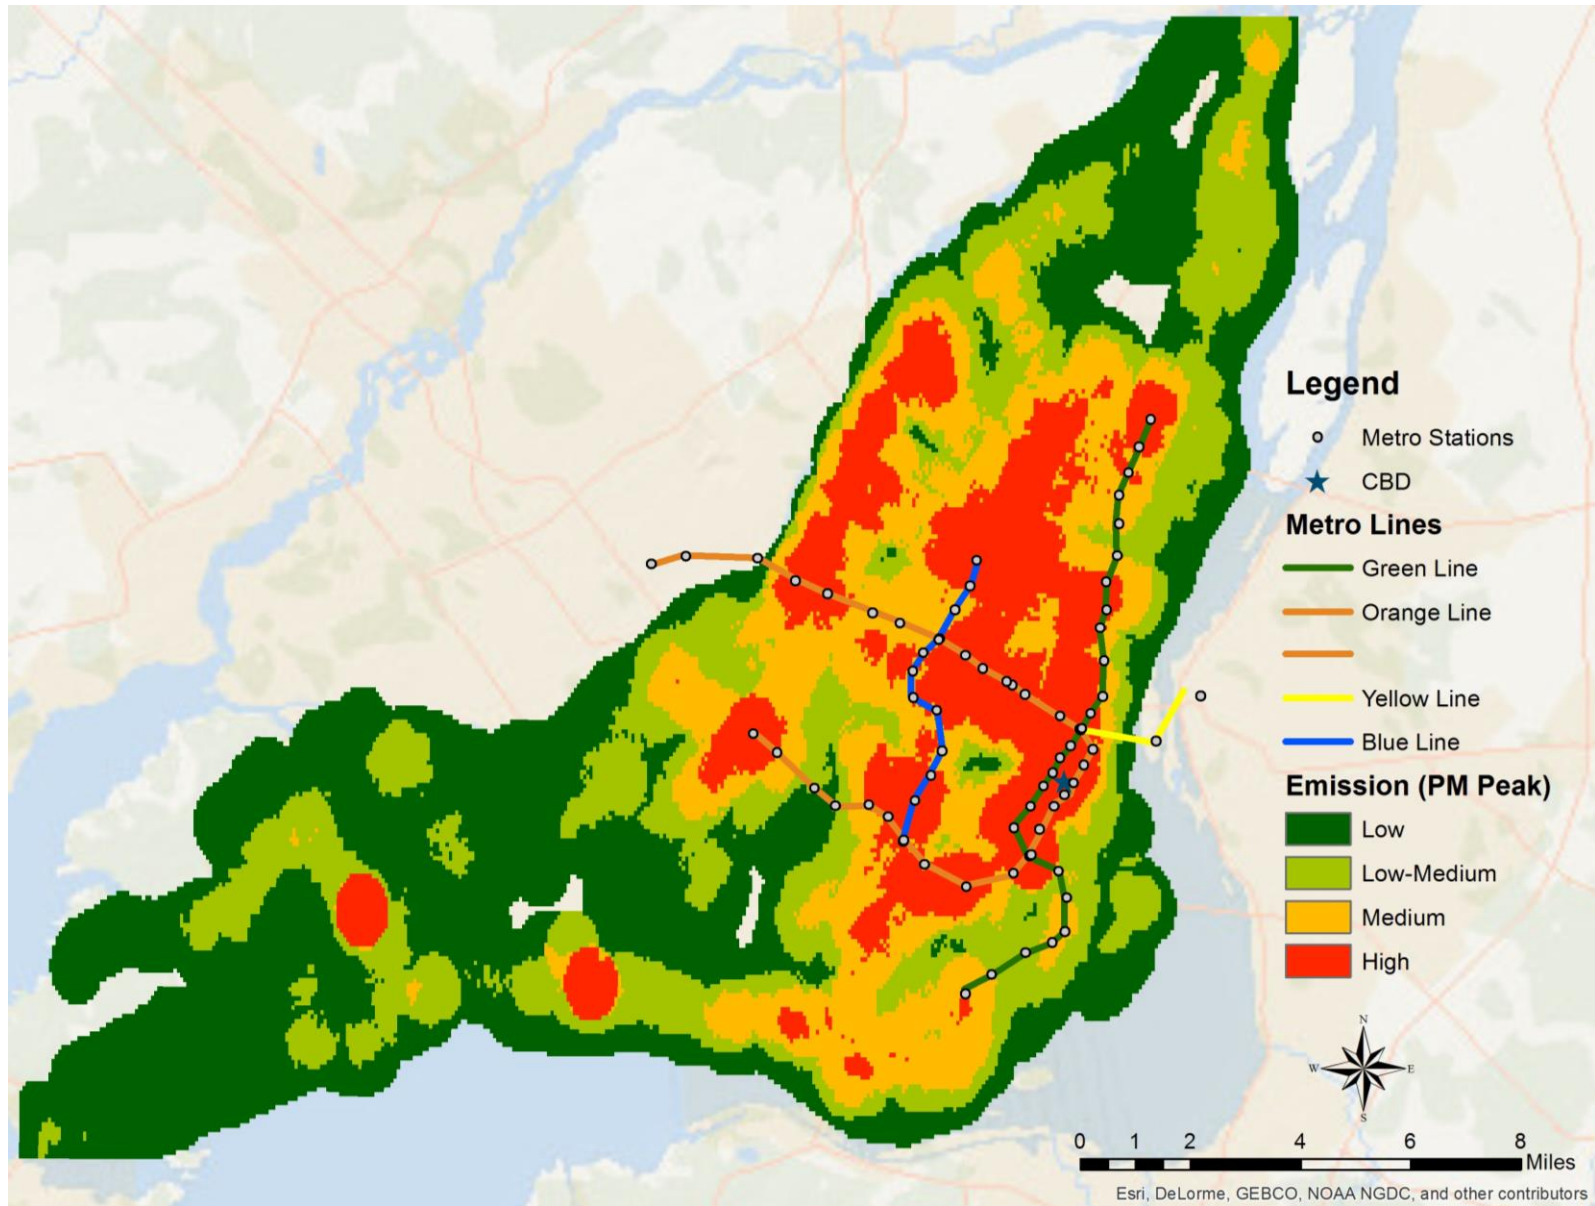 Legend
Metro Stations
CBD
Metro Lines
Green Line
Orange Line
Yellow Line
Blue Line
Emission (PM Peak)
Low
Low-Medium
Medium
High
N
W E
S
0 1 2 4 6 8
Miles
Esri, DeLorme, GEBCO, NOAA NGDC, and other contributors